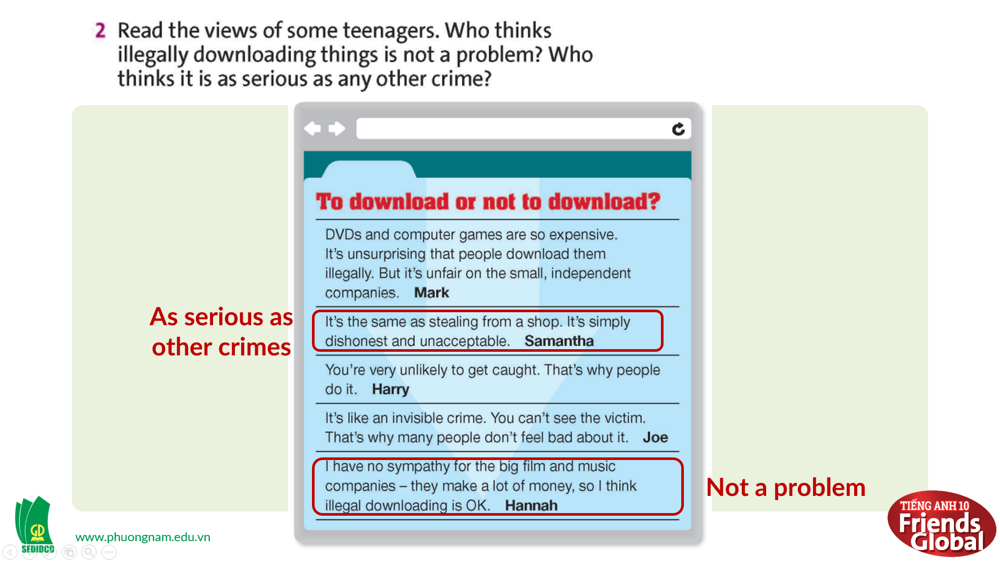 2 Read the views of some teenagers. Who thinks
illegally downloading things is not a problem? Who
thinks it is as serious as any other crime?
To download or not to download?
DVDs and computer games are so expensive.
It's unsurprising that people download them
illegally. But it's unfair on the small, independent
companies. Mark
As serious as
other crimes
It's the same as stealing from a shop. It's simply
dishonest and unacceptable. Samantha
You're very unlikely to get caught. That's why people
do it. Harry
It's like an invisible crime. You can't see the victim.
That's why many people don't feel bad about it. Joe
I have no sympathy for the big film and music
companies – they make a lot of money, so I think
illegal downloading is OK. Hannah
Not a problem
GD
SEDIDCO
www.phuongnam.edu.vn
TIẾNG ANH 10
Friends
Global